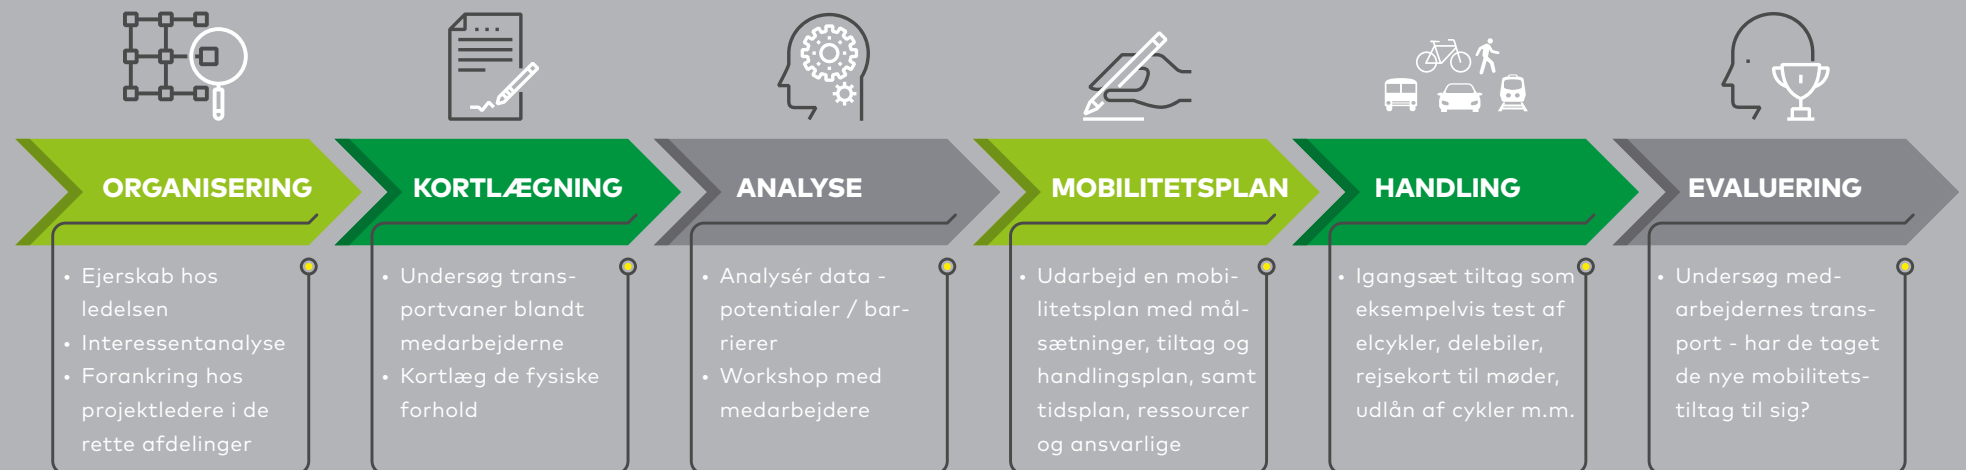 ORGANISERING
• Ejerskab hos
ledelsen
• Interessentanalyse
• Forankring hos
projektledere i de
rette afdelinger
KORTLÆGNING
• Undersøg trans-
portvaner blandt
medarbejderne
• Kortlæg de fysiske
forhold
ANALYSE
• Analysér data -
potentialer / bar-
rierer
• Workshop med
medarbejdere
MOBILITETSPLAN
• Udarbejd en mobi-
litetsplan med mål-
sætninger, tiltag og
handlingsplan, samt
tidsplan, ressourcer
og ansvarlige
HANDLING
• Igangsæt tiltag som
eksempelvis test af
elcykler, delebiler,
rejsekort til møder,
udlån af cykler m.m.
EVALUERING
• Undersøg med-
arbejdernes trans-
port - har de taget
de nye mobilitets-
tiltag til sig?